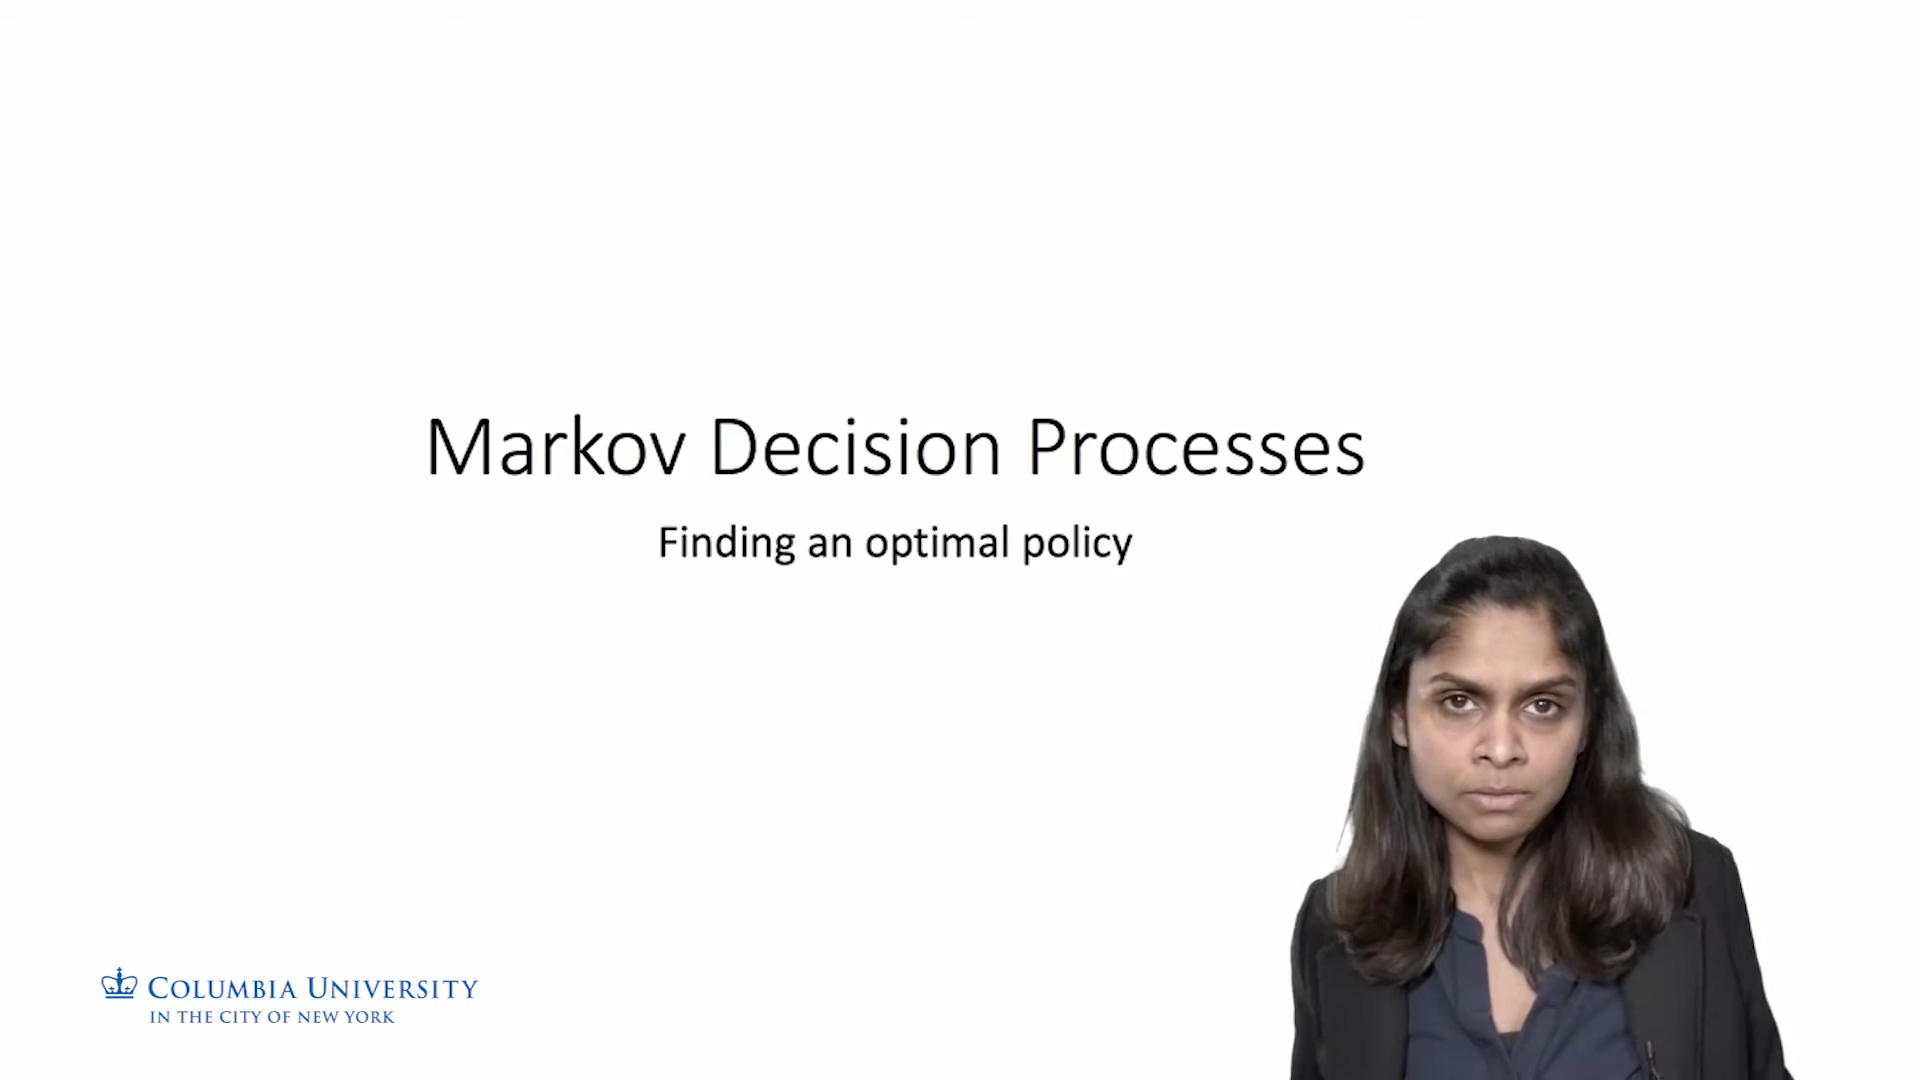 Markov Decision Processes
Finding an optimal policy
COLUMBIA UNIVERSITY
IN THE CITY OF NEW YORK